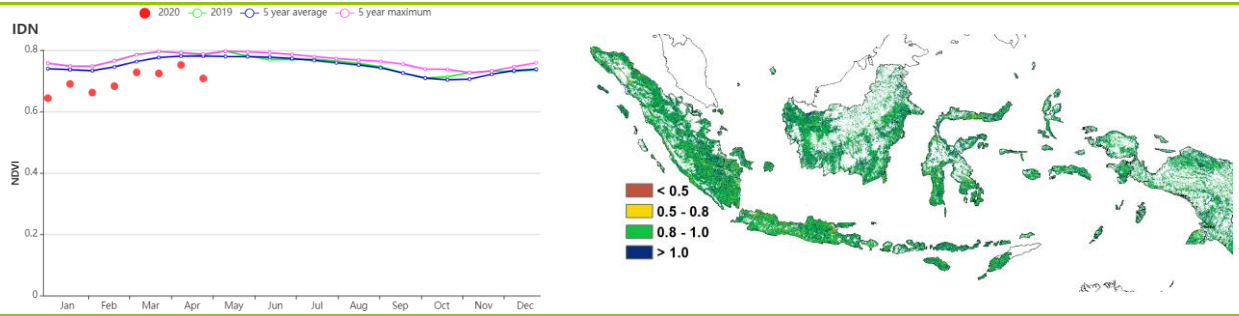 2020 2019 5 year average 5 year maximum
IDN
0.8
0.6
0.4
0.2
0
NDVI
Jan Feb Mar Apr May Jun Jul Aug Sep Oct Nov Dec
< 0.5
0.5 - 0.8
0.8 - 1.0
> 1.0